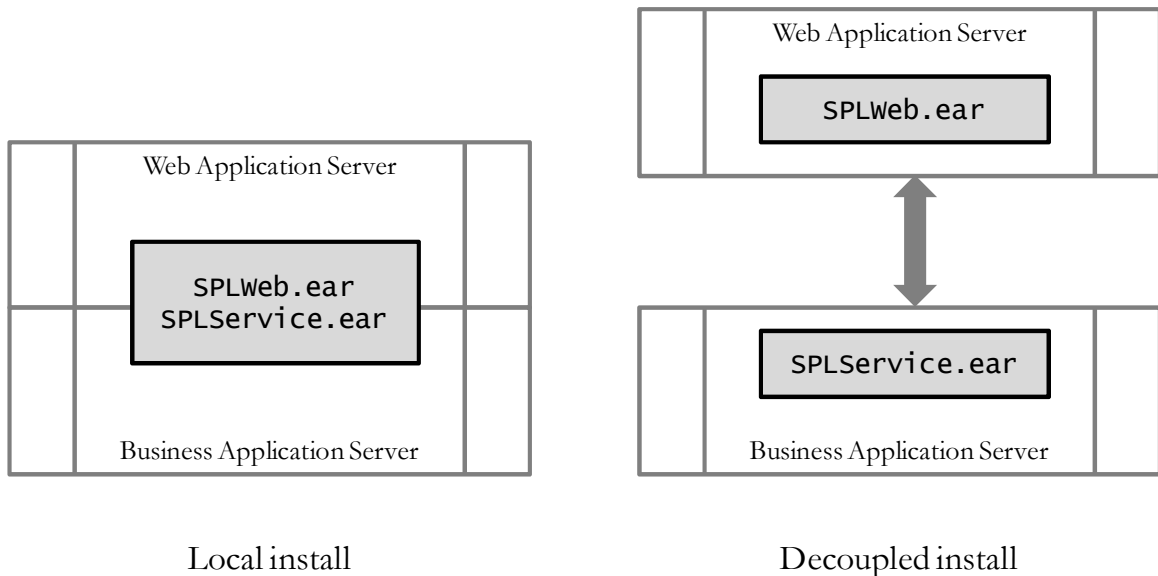 Web Application Server
SPLWeb.ear
SPLService.ear
Business Application Server
Local install
Web Application Server
SPLWeb.ear
SPLService.ear
Business Application Server
Decoupled install